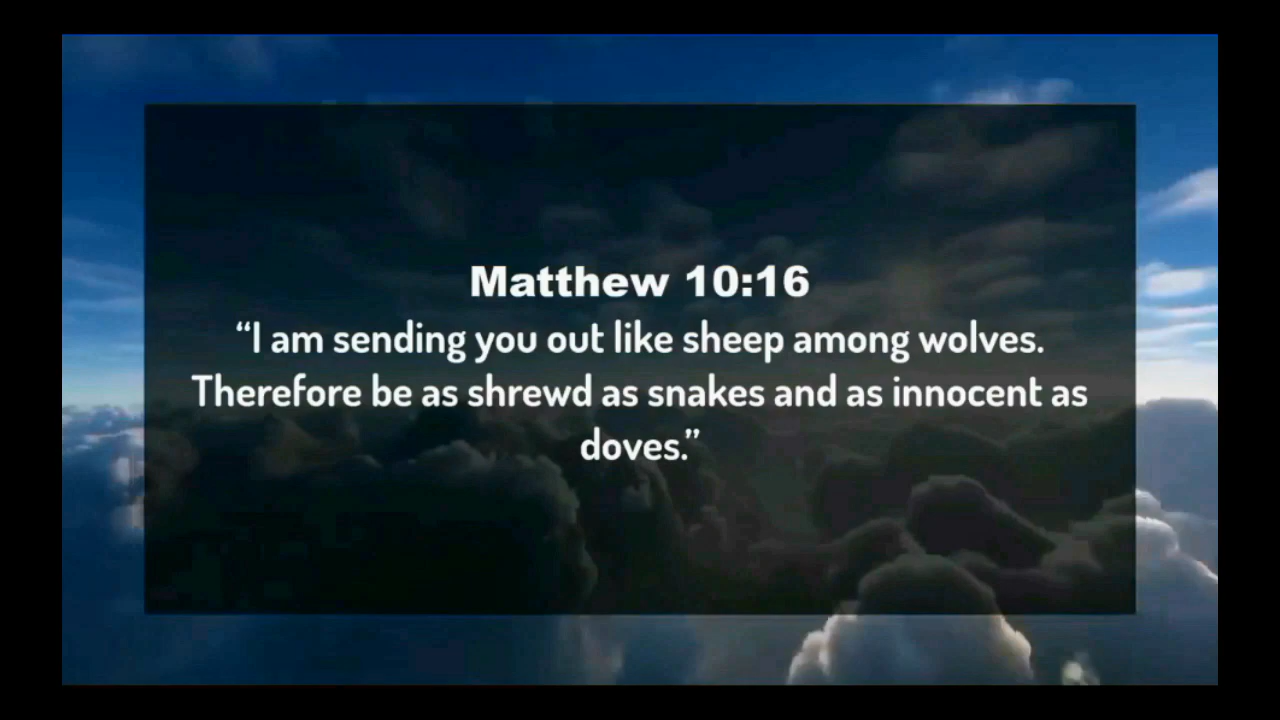 Matthew 10:16
“I am sending you out like sheep among wolves.
Therefore be as shrewd as snakes and as innocent as
doves.”